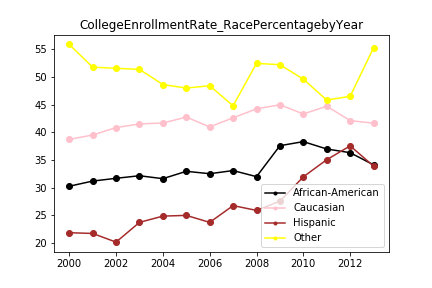 CollegeEnrollmentRate_RacePercentagebyYear
55
50
45
40
35
30
25
20
African-American
Caucasian
Hispanic
Other
2000 2002 2004 2006 2008 2010 2012